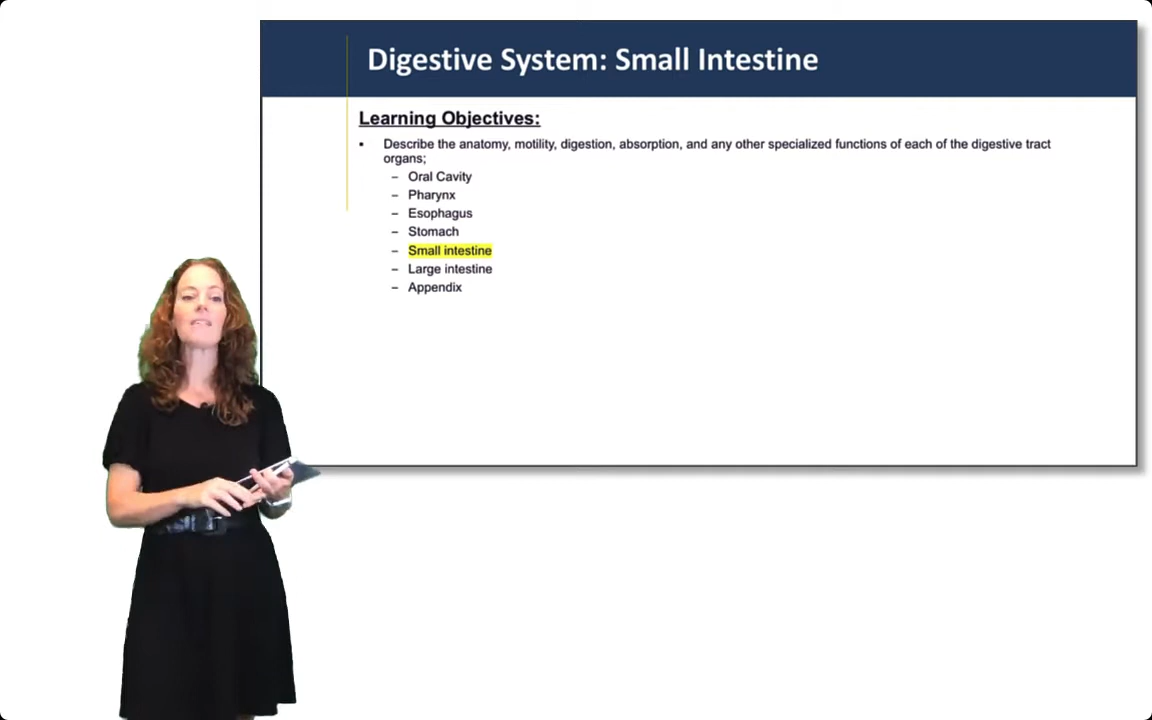 Digestive System: Small Intestine
Learning Objectives:
▪ Describe the anatomy, motility, digestion, absorption, and any other specialized functions of each of the digestive tract
organs;
– Oral Cavity
– Pharynx
– Esophagus
– Stomach
– Small intestine
– Large intestine
– Appendix